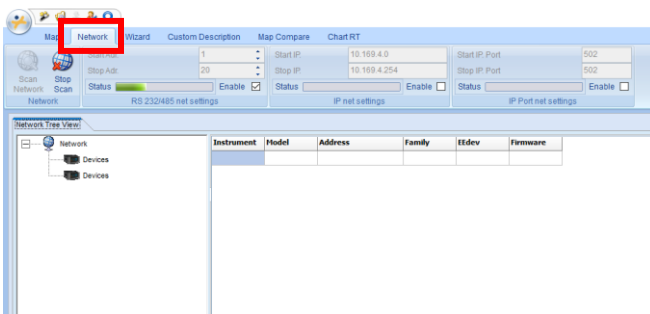 Map Network Wizard Custom Description Map Compare Chart RT
Start Adr. 1 Start IP. 10.169.4.0 Start IP. Port 502
Stop Adr. 20 Stop IP. 10.169.4.254 Stop IP. Port 502
Scan Network Stop Scan Status Enable Status Enable Status Enable
Network RS 232/485 net settings IP net settings IP Port net settings
Network Tree View
Network Instrument Model Address Family EEdev Firmware
Devices
Devices